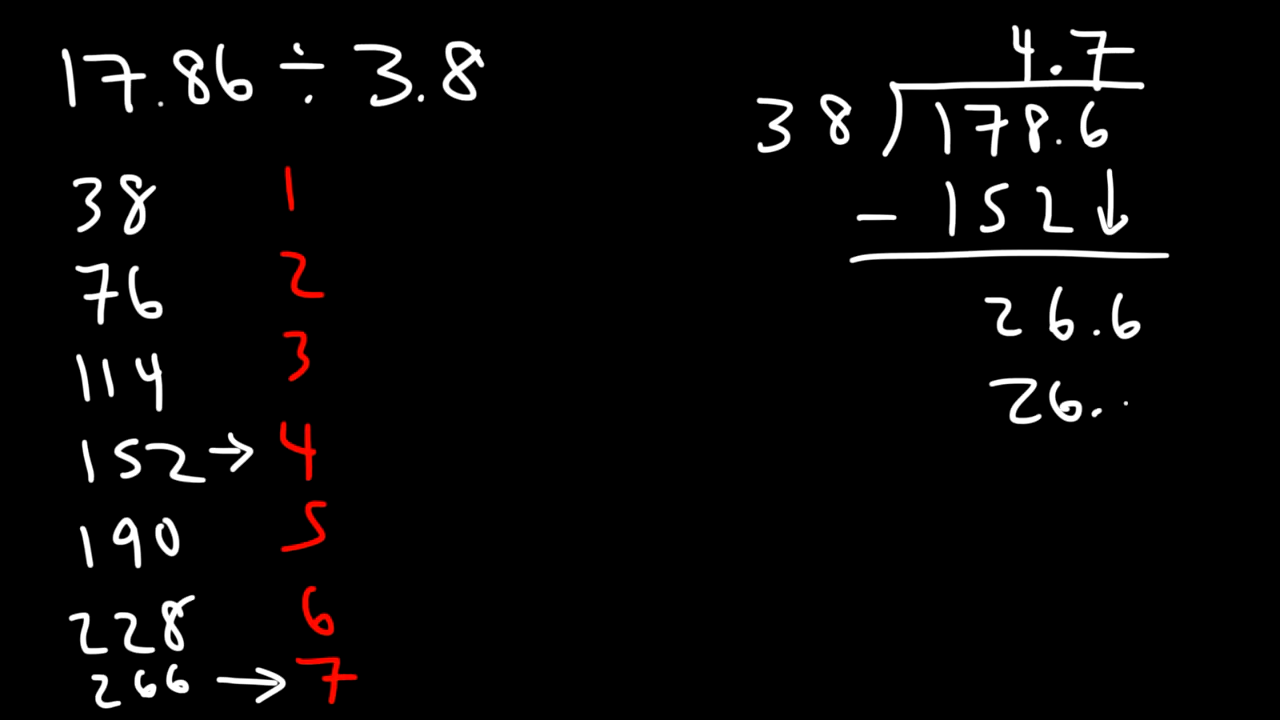 17.86 ÷ 3.8
38 1
76 2
114 3
152 → 4
190 5
228 6
266 → 7
4.7
38 ) 178.6
- 152 ↓
26.6
26.